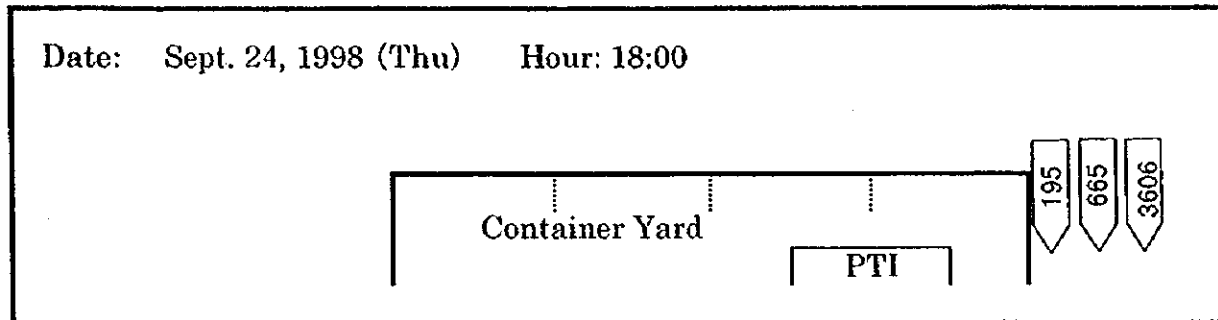 Date: Sept. 24, 1998 (Thu) Hour: 18:00
195
665
3606
Container Yard
PTI